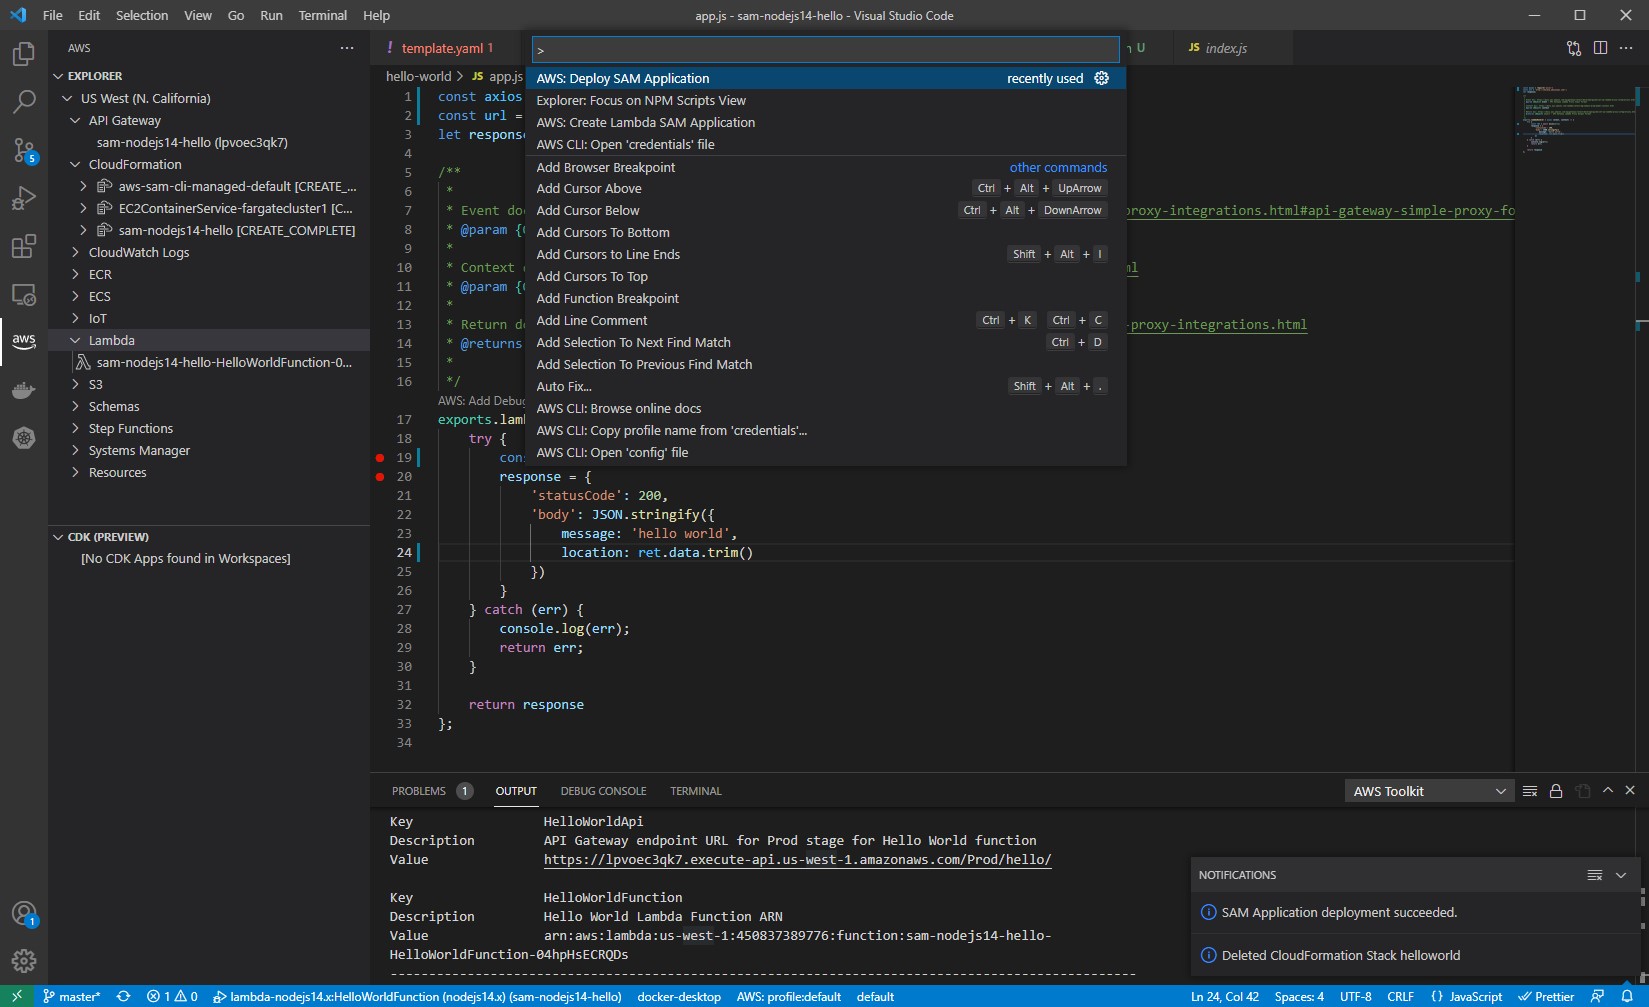 File Edit Selection View Go Run Terminal Help
app.js - sam-nodejs14-hello - Visual Studio Code
AWS
EXPLORER
US West (N. California)
API Gateway
sam-nodejs14-hello (lpvoec3qk7)
CloudFormation
aws-sam-cli-managed-default [CREATE_...
EC2ContainerService-fargatecluster1 [C...
sam-nodejs14-hello [CREATE_COMPLETE]
CloudWatch Logs
ECR
ECS
IoT
Lambda
sam-nodejs14-hello-HelloWorldFunction-0...
S3
Schemas
Step Functions
Systems Manager
Resources
CDK (PREVIEW)
[No CDK Apps found in Workspaces]
5
aws
1
! template.yaml 1
n U
JS index.js
hello-world > JS app.js
>
AWS: Deploy SAM Application recently used
Explorer: Focus on NPM Scripts View
AWS: Create Lambda SAM Application
AWS CLI: Open 'credentials' file
Add Browser Breakpoint other commands
Add Cursor Above Ctrl + Alt + UpArrow
Add Cursor Below Ctrl + Alt + DownArrow
Add Cursors To Bottom
Add Cursors to Line Ends Shift + Alt + I
Add Cursors To Top
Add Function Breakpoint
Add Line Comment Ctrl + K Ctrl + C
Add Selection To Next Find Match Ctrl + D
Add Selection To Previous Find Match
Auto Fix... Shift + Alt + .
AWS CLI: Browse online docs
AWS CLI: Copy profile name from 'credentials'...
AWS CLI: Open 'config' file
1 const axios
2 const url =
3 let response
4
5 /**
6 *
7 * Event do proxy-integrations.html#api-gateway-simple-proxy-fo
8 * @param {
9 *
10 * Context ml
11 * @param {
12 *
13 * Return d -proxy-integrations.html
14 * @returns
15 *
16 */
AWS: Add Debug
17 exports.lam
18 try {
19 con
20 response = {
21 'statusCode': 200,
22 'body': JSON.stringify({
23 message: 'hello world',
24 location: ret.data.trim()
25 })
26 }
27 } catch (err) {
28 console.log(err);
29 return err;
30 }
31
32 return response
33 };
34
PROBLEMS 1 OUTPUT DEBUG CONSOLE TERMINAL
AWS Toolkit
Key HelloWorldApi
Description API Gateway endpoint URL for Prod stage for Hello World function
Value https://lpvoec3qk7.execute-api.us-west-1.amazonaws.com/Prod/hello/
Key HelloWorldFunction
Description Hello World Lambda Function ARN
Value arn:aws:lambda:us-west-1:450837389776:function:sam-nodejs14-hello-
HelloWorldFunction-04hpHsECRQDs
-------------------------------------------------------------------------------------------------
NOTIFICATIONS
SAM Application deployment succeeded.
Deleted CloudFormation Stack helloworld
master* 1 0 lambda-nodejs14.x:HelloWorldFunction (nodejs14.x) (sam-nodejs14-hello) docker-desktop AWS: profile:default default
Ln 24, Col 42 Spaces: 4 UTF-8 CRLF {} JavaScript Prettier